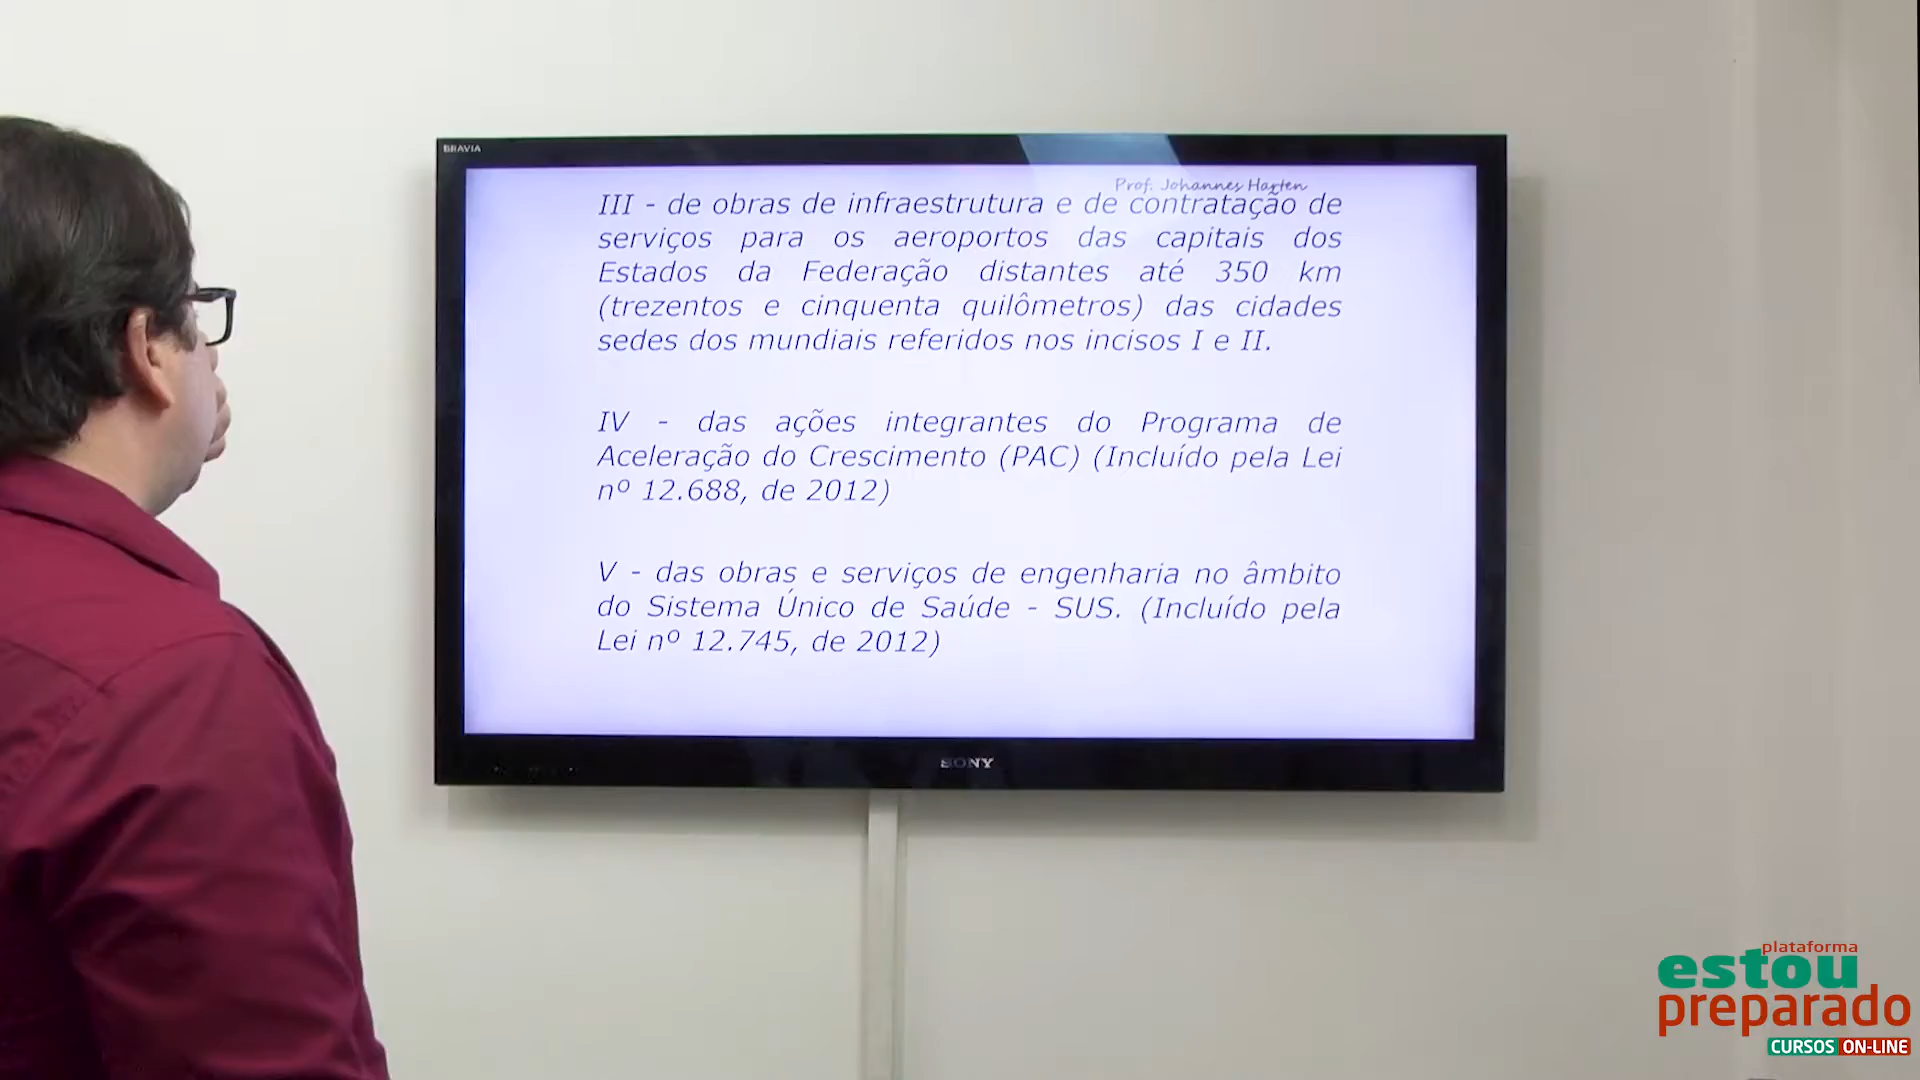 BRAVIA
Prof. Johannes Harten
III - de obras de infraestrutura e de contratação de
serviços para os aeroportos das capitais dos
Estados da Federação distantes até 350 km
(trezentos e cinquenta quilômetros) das cidades
sedes dos mundiais referidos nos incisos I e II.
IV - das ações integrantes do Programa de
Aceleração do Crescimento (PAC) (Incluído pela Lei
nº 12.688, de 2012)
V - das obras e serviços de engenharia no âmbito
do Sistema Único de Saúde - SUS. (Incluído pela
Lei nº 12.745, de 2012)
SONY
plataforma
estou
preparado
CURSOS ON-LINE